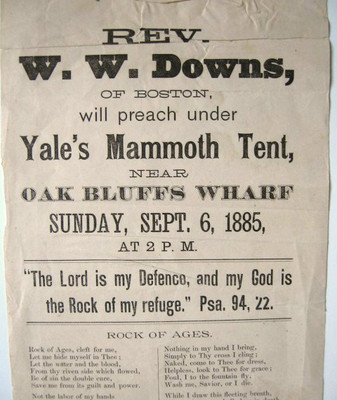 REV.
W. W. Downs,
OF BOSTON,
will preach under
Yale's Mammoth Tent,
NEAR
OAK BLUFFS WHARF
SUNDAY, SEPT. 6, 1885,
AT 2 P. M.
"The Lord is my Defence, and my God is
the Rock of my refuge." Psa. 94, 22.
ROCK OF AGES.
Rock of Ages, cleft for me,
Let me hide myself in Thee;
Let the water and the blood,
From thy riven side which flowed,
Be of sin the double cure,
Save me from its guilt and power.
Not the labor of my hands
Nothing in my hand I bring,
Simply to Thy cross I cling;
Naked, come to Thee for dress,
Helpless, look to Thee for grace;
Foul, I to the fountain fly,
Wash me, Savior, or I die.
While I draw this fleeting breath,